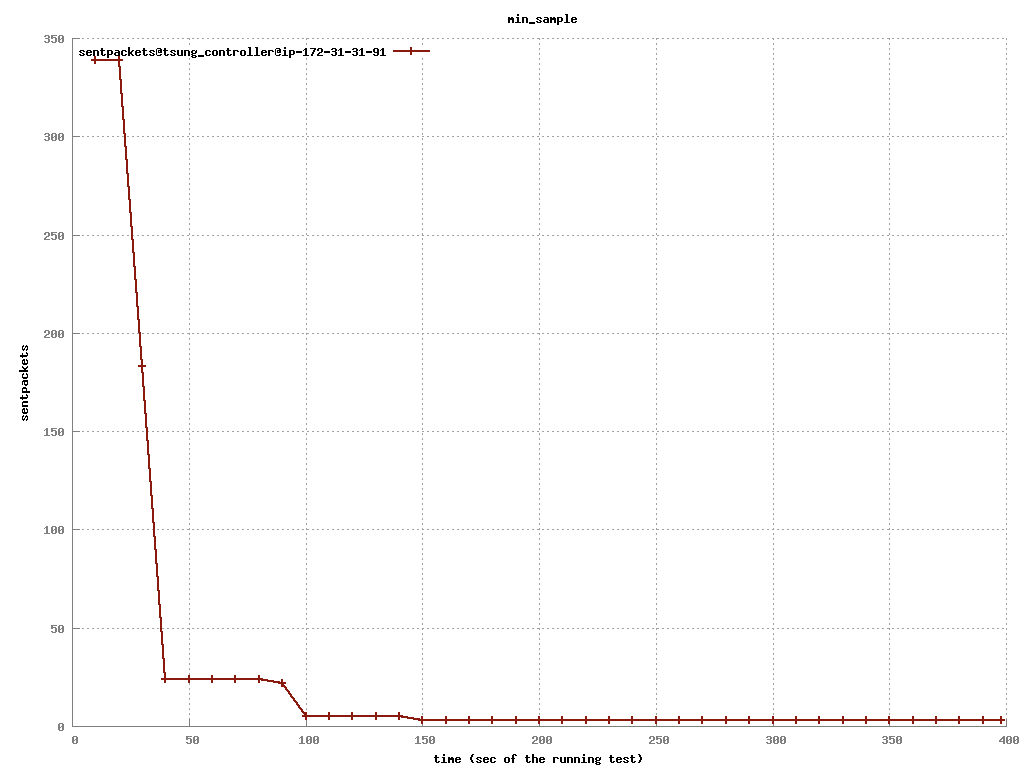 min_sample
350
sentpackets@tsung_controller@ip-172-31-31-91
300
250
200
sentpackets
150
100
50
0
0 50 100 150 200 250 300 350 400
time (sec of the running test)